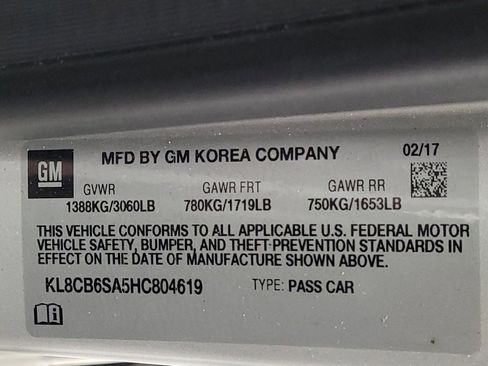 GM MFD BY GM KOREA COMPANY 02/17
GVWR GAWR FRT GAWR RR
1388KG/3060LB 780KG/1719LB 750KG/1653LB
THIS VEHICLE CONFORMS TO ALL APPLICABLE U.S. FEDERAL MOTOR
VEHICLE SAFETY, BUMPER, AND THEFT PREVENTION STANDARDS IN
EFFECT ON THE DATE OF MANUFACTURE SHOWN ABOVE.
KL8CB6SA5HC804619 TYPE: PASS CAR